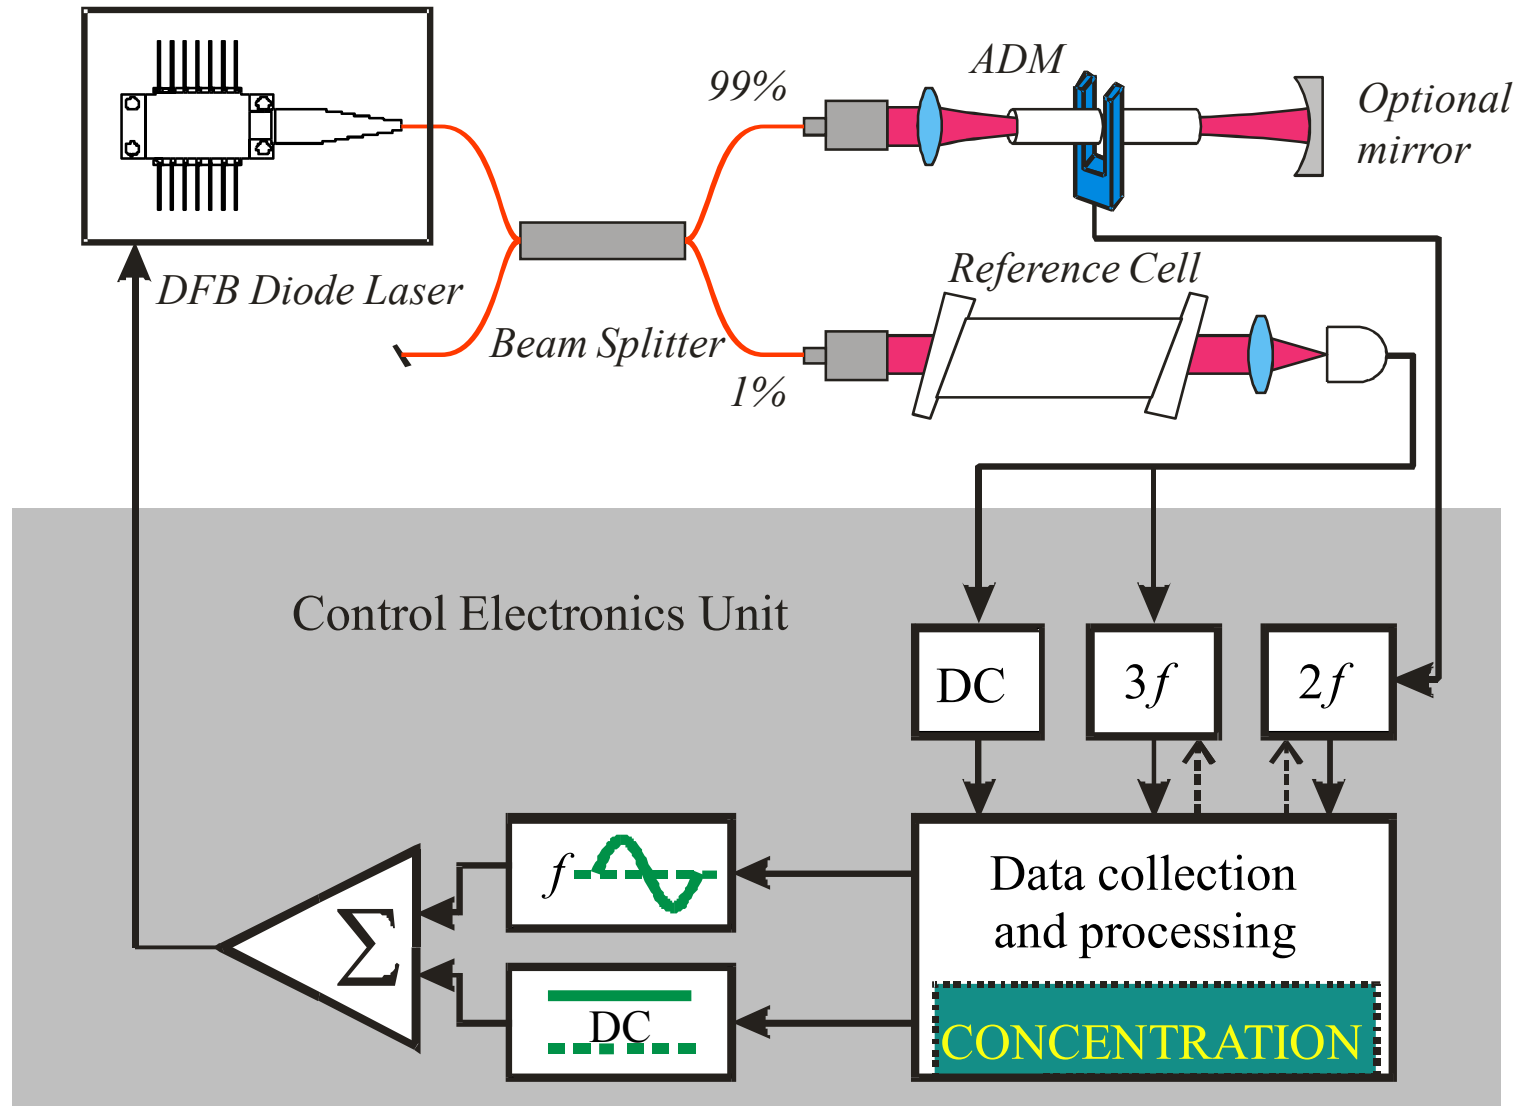 ADM
99%
Optional
mirror
DFB Diode Laser
Reference Cell
Beam Splitter
1%
Control Electronics Unit
DC
3f
2f
f
Data collection
and processing
Σ
DC
CONCENTRATION